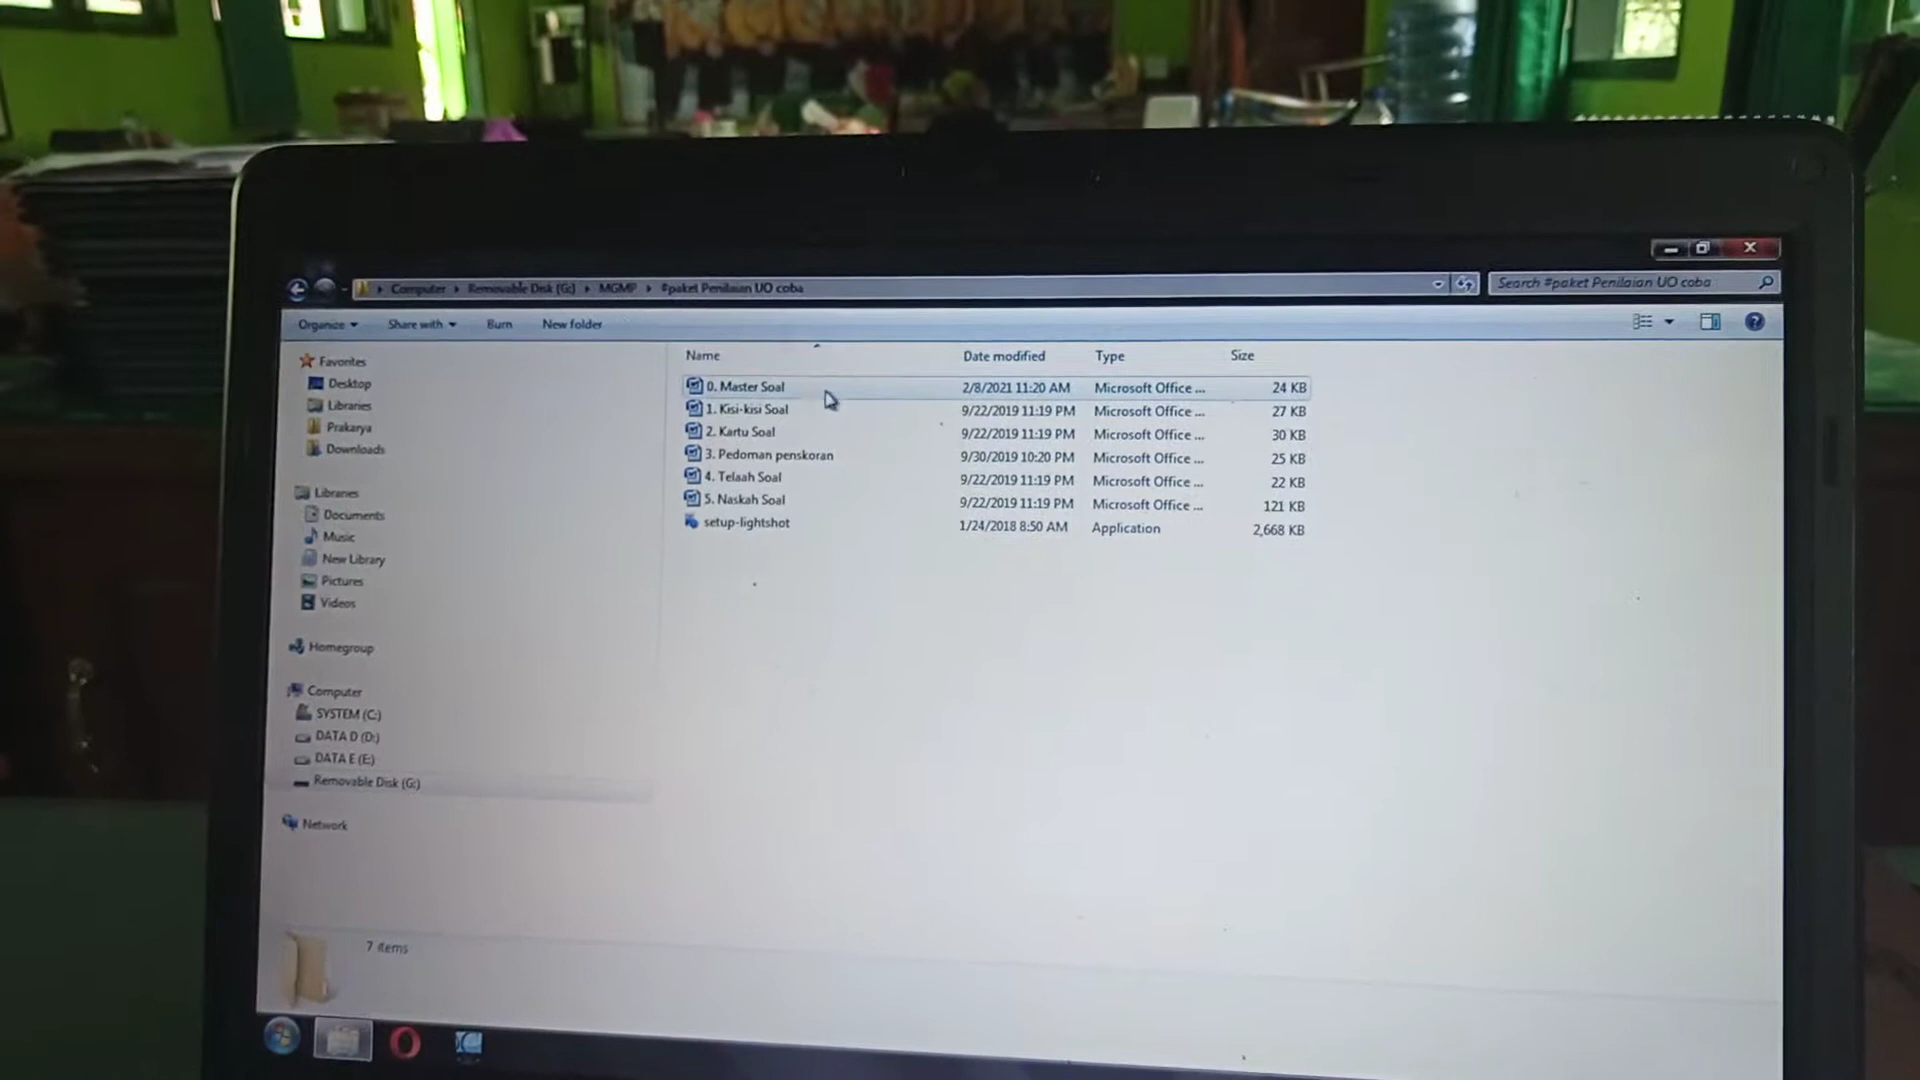 Computer Removable Disk (G:) MGMP #paket Penilaian UO coba
Search #paket Penilaian UO coba
Organize Share with Burn New folder
Favorites
Desktop
Libraries
Prakarya
Downloads
Libraries
Documents
Music
New Library
Pictures
Videos
Homegroup
Computer
SYSTEM (C:)
DATA D (D:)
DATA E (E:)
Removable Disk (G:)
Network
Name Date modified Type Size
0. Master Soal 2/8/2021 11:20 AM Microsoft Office ... 24 KB
1. Kisi-kisi Soal 9/22/2019 11:19 PM Microsoft Office ... 27 KB
2. Kartu Soal 9/22/2019 11:19 PM Microsoft Office ... 30 KB
3. Pedoman penskoran 9/30/2019 10:20 PM Microsoft Office ... 25 KB
4. Telaah Soal 9/22/2019 11:19 PM Microsoft Office ... 22 KB
5. Naskah Soal 9/22/2019 11:19 PM Microsoft Office ... 121 KB
setup-lightshot 1/24/2018 8:50 AM Application 2,668 KB
7 items